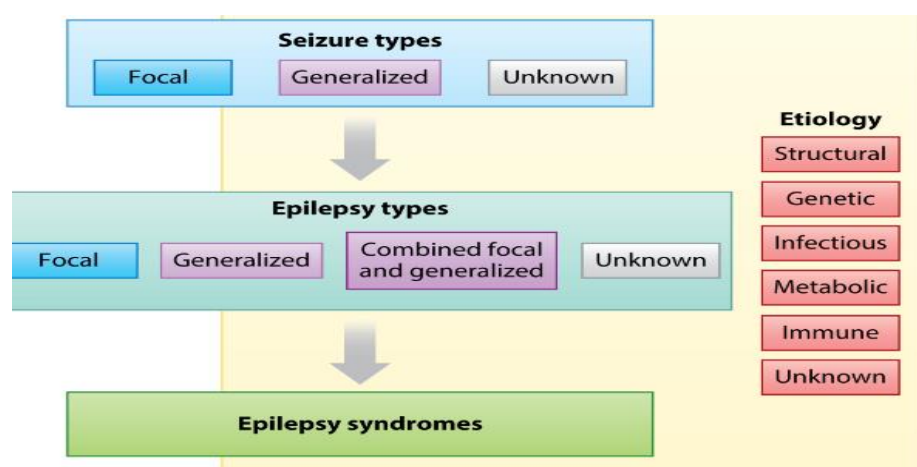 Seizure types
Focal
Generalized
Unknown
Epilepsy types
Focal
Generalized
Combined focal
and generalized
Unknown
Epilepsy syndromes
Etiology
Structural
Genetic
Infectious
Metabolic
Immune
Unknown